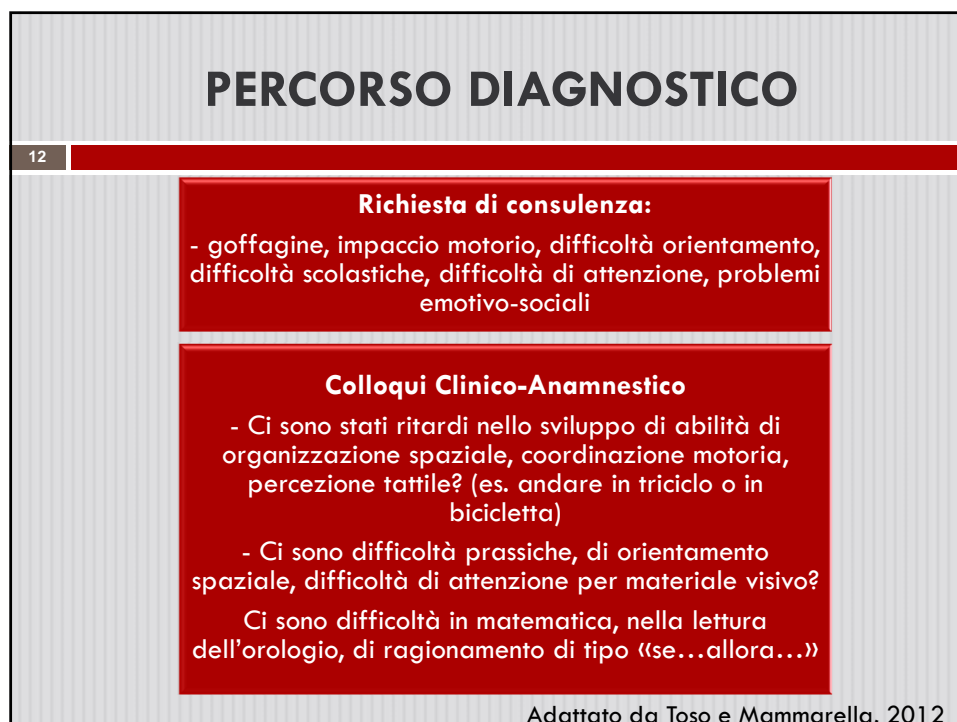 PERCORSO DIAGNOSTICO
12
Richiesta di consulenza:
- goffagine, impaccio motorio, difficoltà orientamento,
difficoltà scolastiche, difficoltà di attenzione, problemi
emotivo-sociali
Colloqui Clinico-Anamnestico
- Ci sono stati ritardi nello sviluppo di abilità di
organizzazione spaziale, coordinazione motoria,
percezione tattile? (es. andare in triciclo o in
bicicletta)
- Ci sono difficoltà prassiche, di orientamento
spaziale, difficoltà di attenzione per materiale visivo?
Ci sono difficoltà in matematica, nella lettura
dell'orologio, di ragionamento di tipo «se...allora...»
Adattato da Toso e Mammarella, 2012